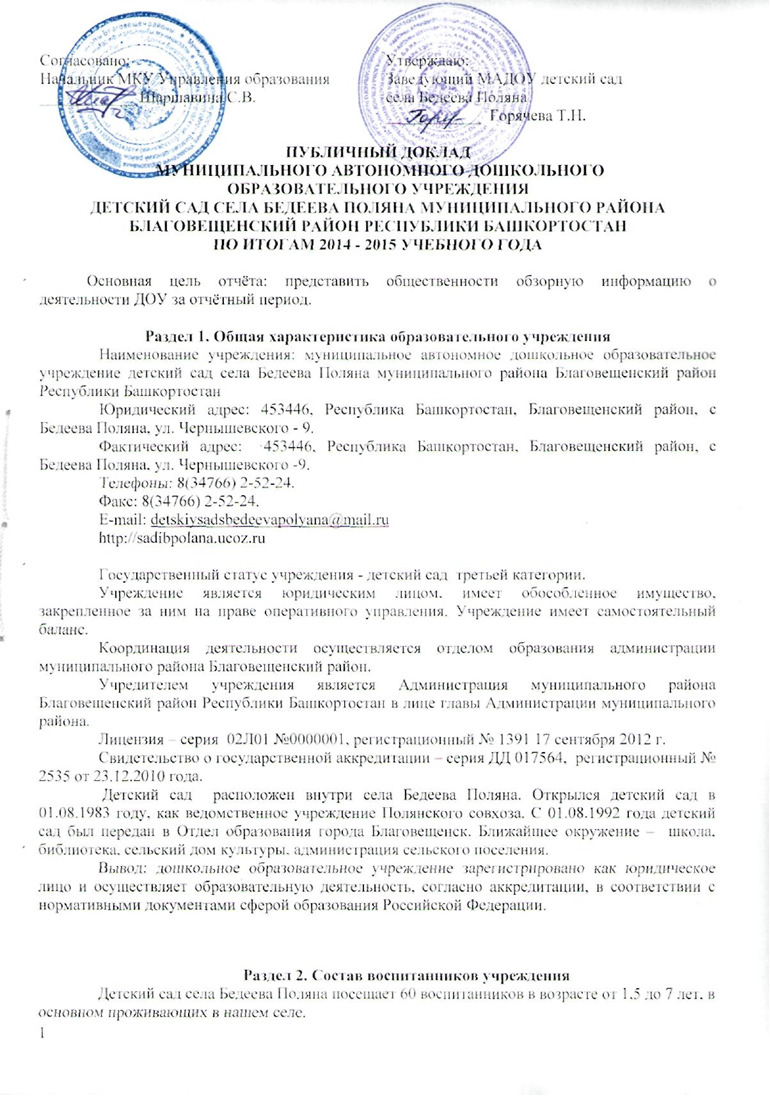 Согласовано:
Начальник МКУ Управления образования
Шаршавина С.В.
Утверждаю:
Заведующий МАДОУ детский сад
села Бедеева Поляна
Горячева Т.Н.
ПУБЛИЧНЫЙ ДОКЛАД
МУНИЦИПАЛЬНОГО АВТОНОМНОГО ДОШКОЛЬНОГО
ОБРАЗОВАТЕЛЬНОГО УЧРЕЖДЕНИЯ
ДЕТСКИЙ САД СЕЛА БЕДЕЕВА ПОЛЯНА МУНИЦИПАЛЬНОГО РАЙОНА
БЛАГОВЕЩЕНСКИЙ РАЙОН РЕСПУБЛИКИ БАШКОРТОСТАН
ПО ИТОГАМ 2014 - 2015 УЧЕБНОГО ГОДА
Основная цель отчёта: представить общественности обзорную информацию о
деятельности ДОУ за отчётный период.
Раздел 1. Общая характеристика образовательного учреждения
Наименование учреждения: муниципальное автономное дошкольное образовательное
учреждение детский сад села Бедеева Поляна муниципального района Благовещенский район
Республики Башкортостан
Юридический адрес: 453446, Республика Башкортостан, Благовещенский район, с
Бедеева Поляна, ул. Чернышевского - 9.
Фактический адрес: 453446, Республика Башкортостан, Благовещенский район, с
Бедеева Поляна, ул. Чернышевского -9.
Телефоны: 8(34766) 2-52-24.
Факс: 8(34766) 2-52-24.
E-mail: detskiysadsbedeevapolyana@mail.ru
http://sadibpolana.ucoz.ru
Государственный статус учреждения - детский сад третьей категории.
Учреждение является юридическим лицом, имеет обособленное имущество,
закрепленное за ним на праве оперативного управления. Учреждение имеет самостоятельный
баланс.
Координация деятельности осуществляется отделом образования администрации
муниципального района Благовещенский район.
Учредителем учреждения является Администрация муниципального района
Благовещенский район Республики Башкортостан в лице главы Администрации муниципального
района.
Лицензия – серия 02Л01 №0000001, регистрационный № 1391 17 сентября 2012 г.
Свидетельство о государственной аккредитации – серия ДД 017564, регистрационный №
2535 от 23.12.2010 года.
Детский сад расположен внутри села Бедеева Поляна. Открылся детский сад в
01.08.1983 году, как ведомственное учреждение Полянского совхоза. С 01.08.1992 года детский
сад был передан в Отдел образования города Благовещенск. Ближайшее окружение – школа,
библиотека, сельский дом культуры, администрация сельского поселения.
Вывод: дошкольное образовательное учреждение зарегистрировано как юридическое
лицо и осуществляет образовательную деятельность, согласно аккредитации, в соответствии с
нормативными документами сферой образования Российской Федерации.
Раздел 2. Состав воспитанников учреждения
Детский сад села Бедеева Поляна посещает 60 воспитанников в возрасте от 1,5 до 7 лет, в
основном проживающих в нашем селе.
1